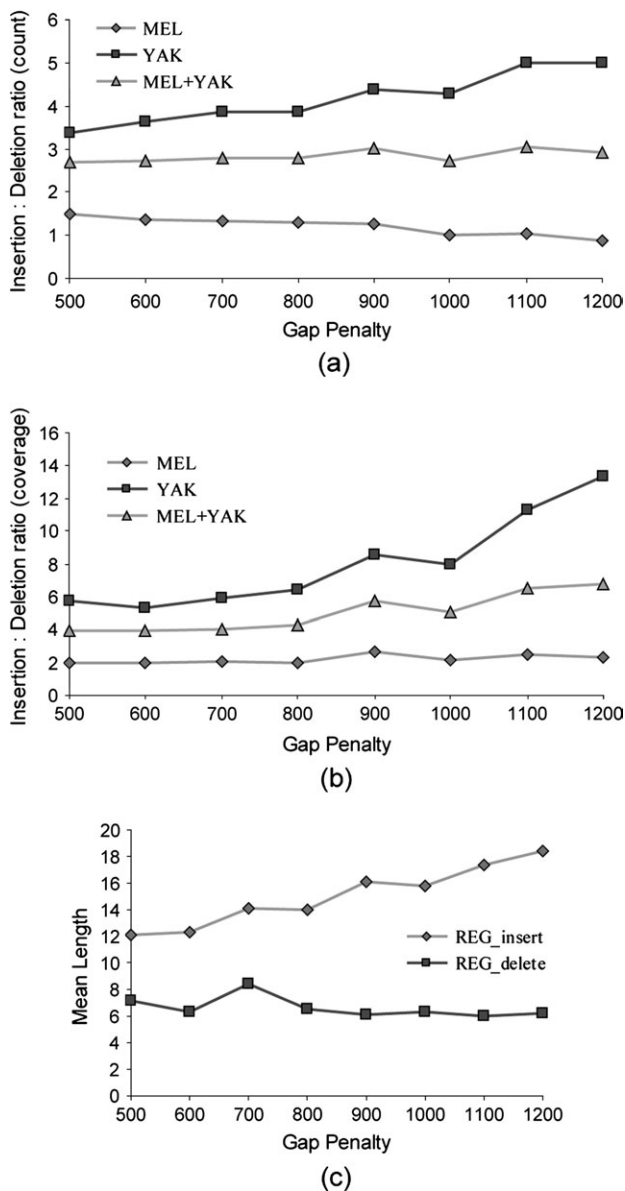 Insertion : Deletion ratio (count)
6
5
4
3
2
1
0
MEL
YAK
MEL+YAK
500 600 700 800 900 1000 1100 1200
Gap Penalty
(a)
Insertion : Deletion ratio (coverage)
16
14
12
10
8
6
4
2
0
MEL
YAK
MEL+YAK
500 600 700 800 900 1000 1100 1200
Gap Penalty
(b)
Mean Length
20
18
16
14
12
10
8
6
4
2
0
REG_insert
REG_delete
500 600 700 800 900 1000 1100 1200
Gap Penalty
(c)